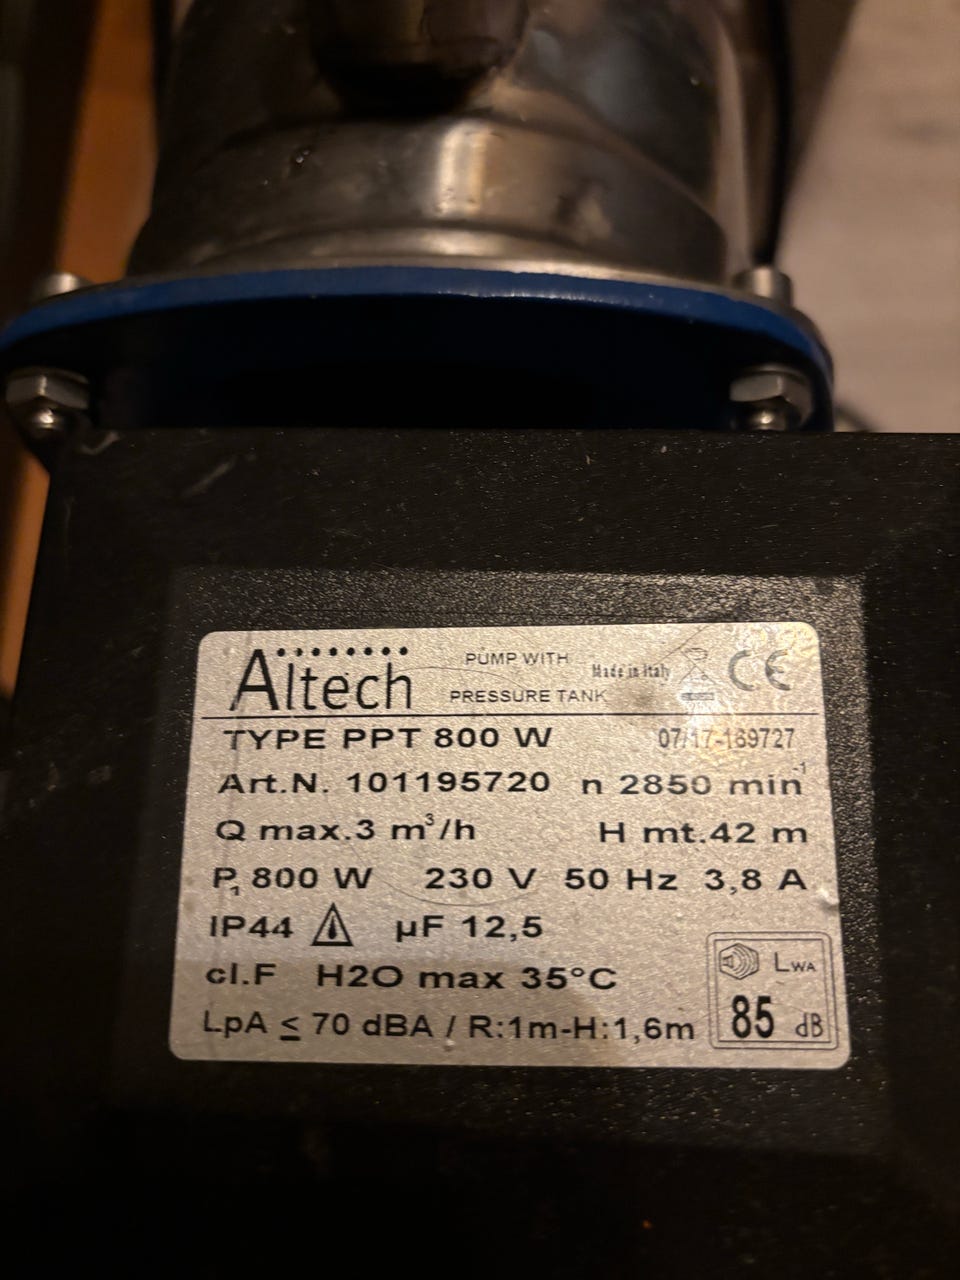 Altech PUMP WITH PRESSURE TANK Made in Italy CE
TYPE PPT 800 W 07/17-189727
Art.N. 101195720 n 2850 min-1
Q max.3 m³/h H mt.42 m
P1 800 W 230 V 50 Hz 3,8 A
IP44 µF 12,5
cl.F H2O max 35°C
LWA
LpA ≤ 70 dBA / R:1m-H:1,6m
85 dB